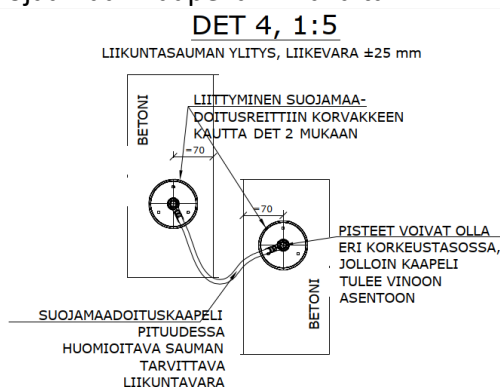 DET 4, 1:5
LIIKUNTASAUMAN YLITYS, LIIKEVARA ±25 mm
BETONI
LIITTYMINEN SUOJAMAA-
DOITUSREITTIIN KORVAKKEEN
KAUTTA DET 2 MUKAAN
=70
=70
PISTEET VOIVAT OLLA
ERI KORKEUSTASOSSA,
JOLLOIN KAAPELI
TULEE VINOON
ASENTOON
BETONI
SUOJAMAADOITUSKAAPELI
PITUUDESSA
HUOMIOITAVA SAUMAN
TARVITTAVA
LIIKUNTAVARA